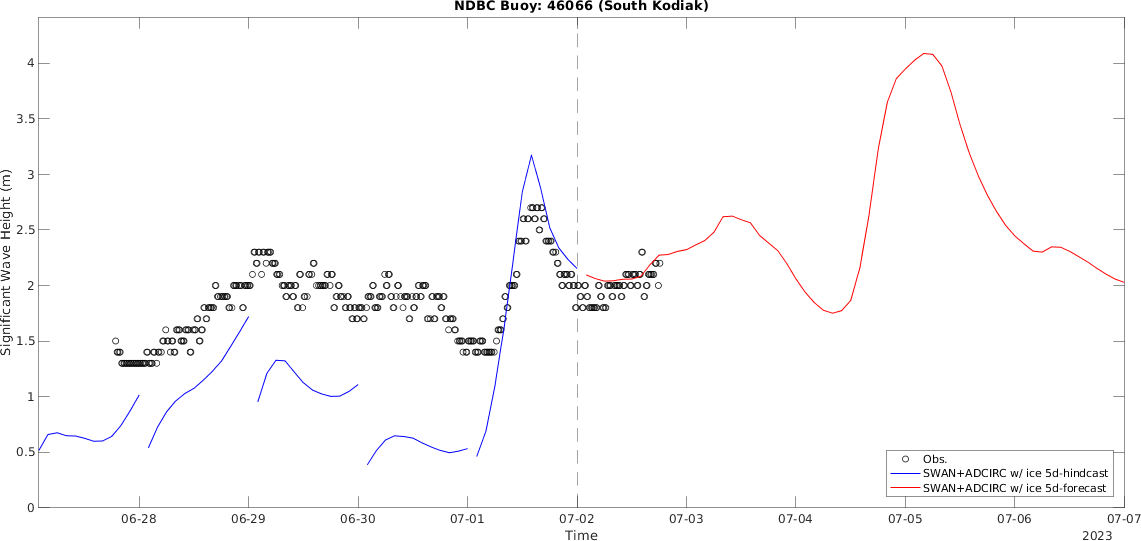 NDBC Buoy: 46066 (South Kodiak)
Significant Wave Height (m)
4
3.5
3
2.5
2
1.5
1
0.5
0
Obs.
SWAN+ADCIRC w/ ice 5d-hindcast
SWAN+ADCIRC w/ ice 5d-forecast
06-28 06-29 06-30 07-01 07-02 07-03 07-04 07-05 07-06 07-07
Time
2023